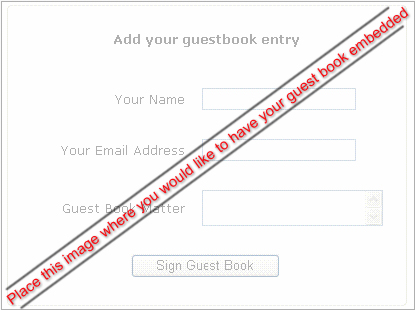 Add your guestbook entry
Your Name
Your Email Address
Guest Book Matter
Sign Guest Book
Place this image where you would like to have your guest book embedded